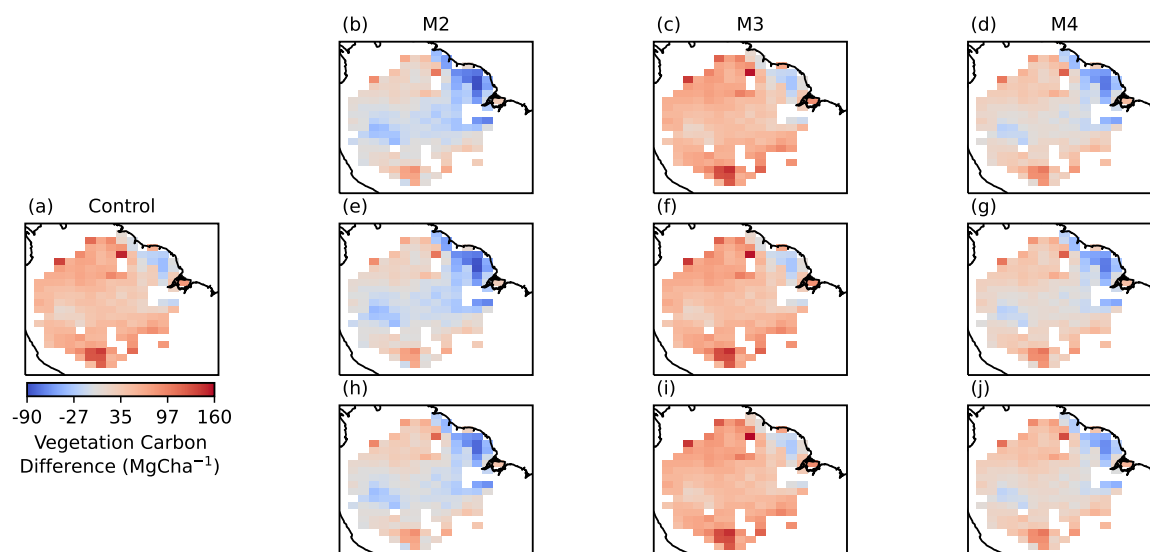 (b) M2
(c) M3
(d) M4
(a) Control
(e)
(f)
(g)
-90 -27 35 97 160
Vegetation Carbon
Difference (MgCha⁻¹)
(h)
(i)
(j)